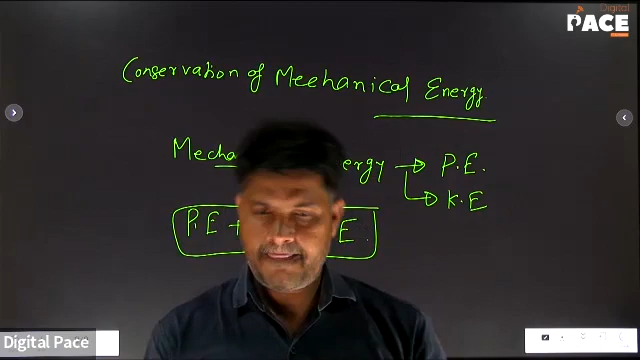 Digital
PACE
Conservation of Mechanical Energy.
Mecha ergy → P.E.
→ K.E
P.E + E.
Digital Pace